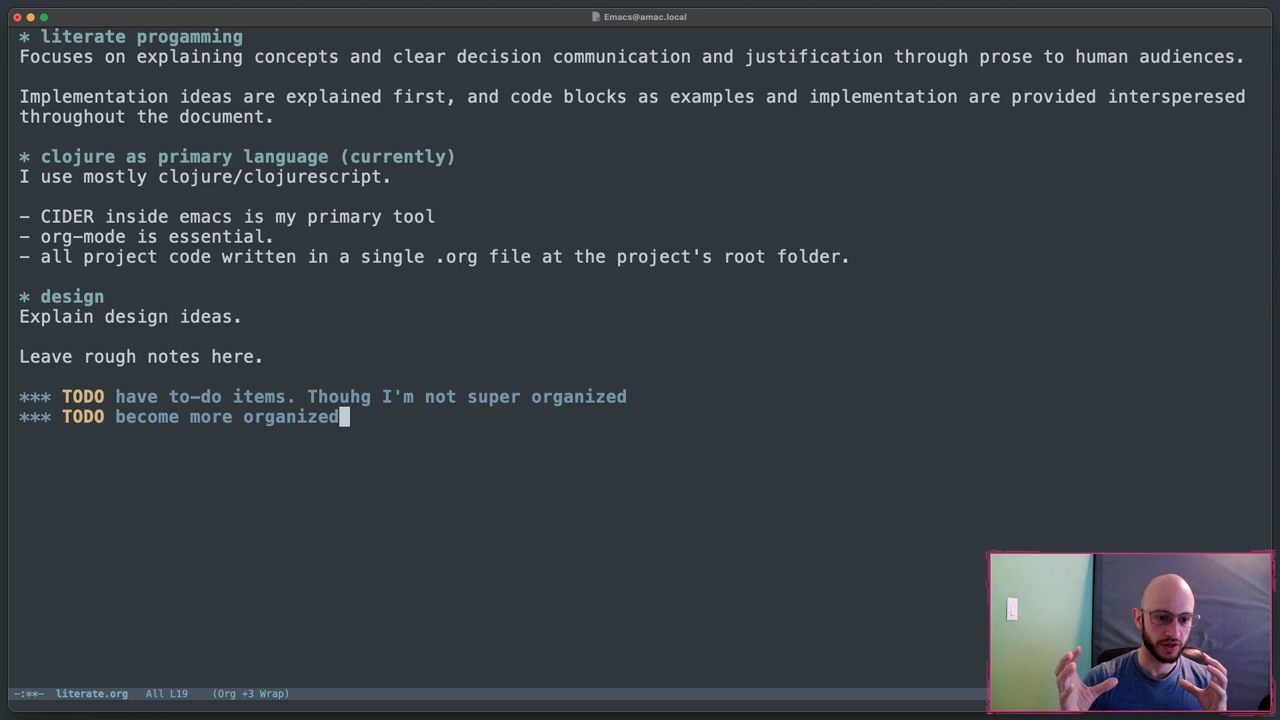 Emacs@amac.local
* literate progamming
Focuses on explaining concepts and clear decision communication and justification through prose to human audiences.
Implementation ideas are explained first, and code blocks as examples and implementation are provided intersperesed
throughout the document.
* clojure as primary language (currently)
I use mostly clojure/clojurescript.
- CIDER inside emacs is my primary tool
- org-mode is essential.
- all project code written in a single .org file at the project's root folder.
* design
Explain design ideas.
Leave rough notes here.
*** TODO have to-do items. Thouhg I'm not super organized
*** TODO become more organized
-:**- literate.org All L19 (Org +3 Wrap)